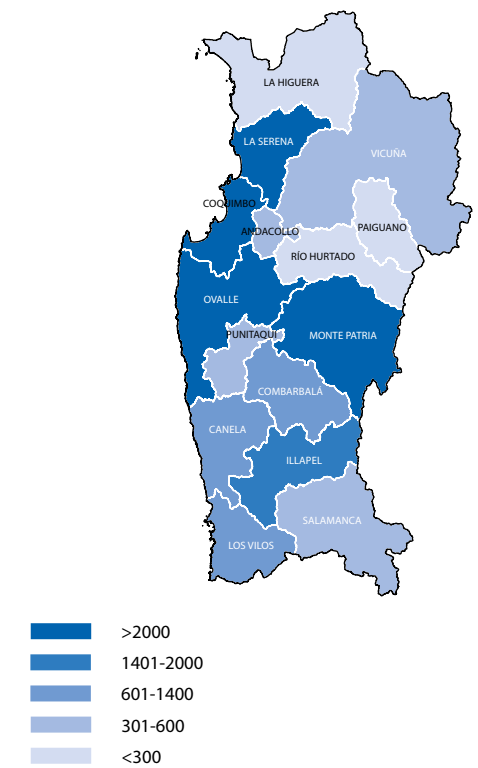 LA HIGUERA
LA SERENA
VICUÑA
COQUIMBO
PAIGUANO
ANDACOLLO
RÍO HURTADO
OVALLE
PUNITAQUI
MONTE PATRIA
COMBARBALÁ
CANELA
ILLAPEL
SALAMANCA
LOS VILOS
>2000
1401-2000
601-1400
301-600
<300